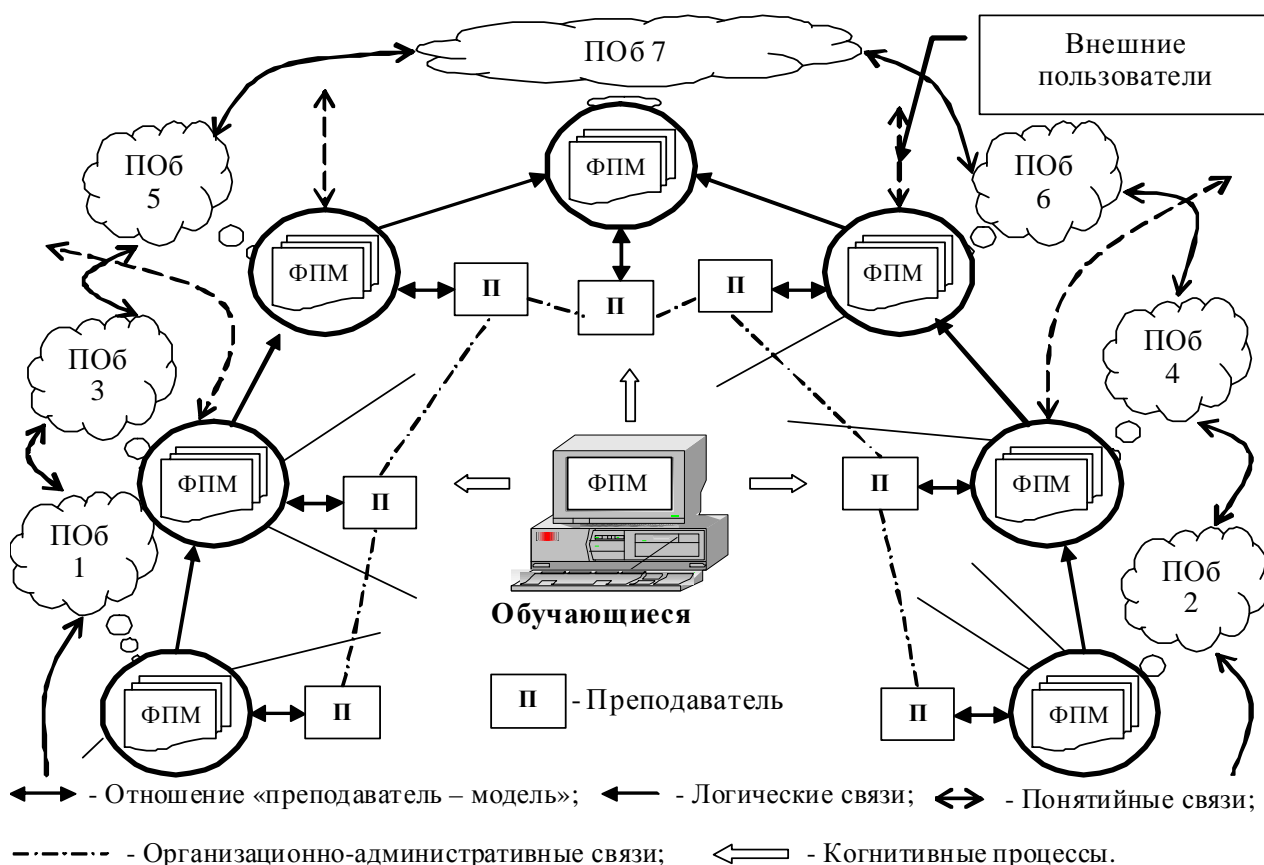 ПОб 7
Внешние
пользователи
ПОб
5
ФПМ
ПОб
6
ФПМ
ФПМ
П
П
П
ПОб
3
ПОб
4
ФПМ
П
ФПМ
П
ФПМ
ПОб
1
ПОб
2
Обучающиеся
ФПМ
П
П - Преподаватель
П
ФПМ
- Отношение «преподаватель – модель»; - Логические связи; - Понятийные связи;
- Организационно-административные связи; - Когнитивные процессы.